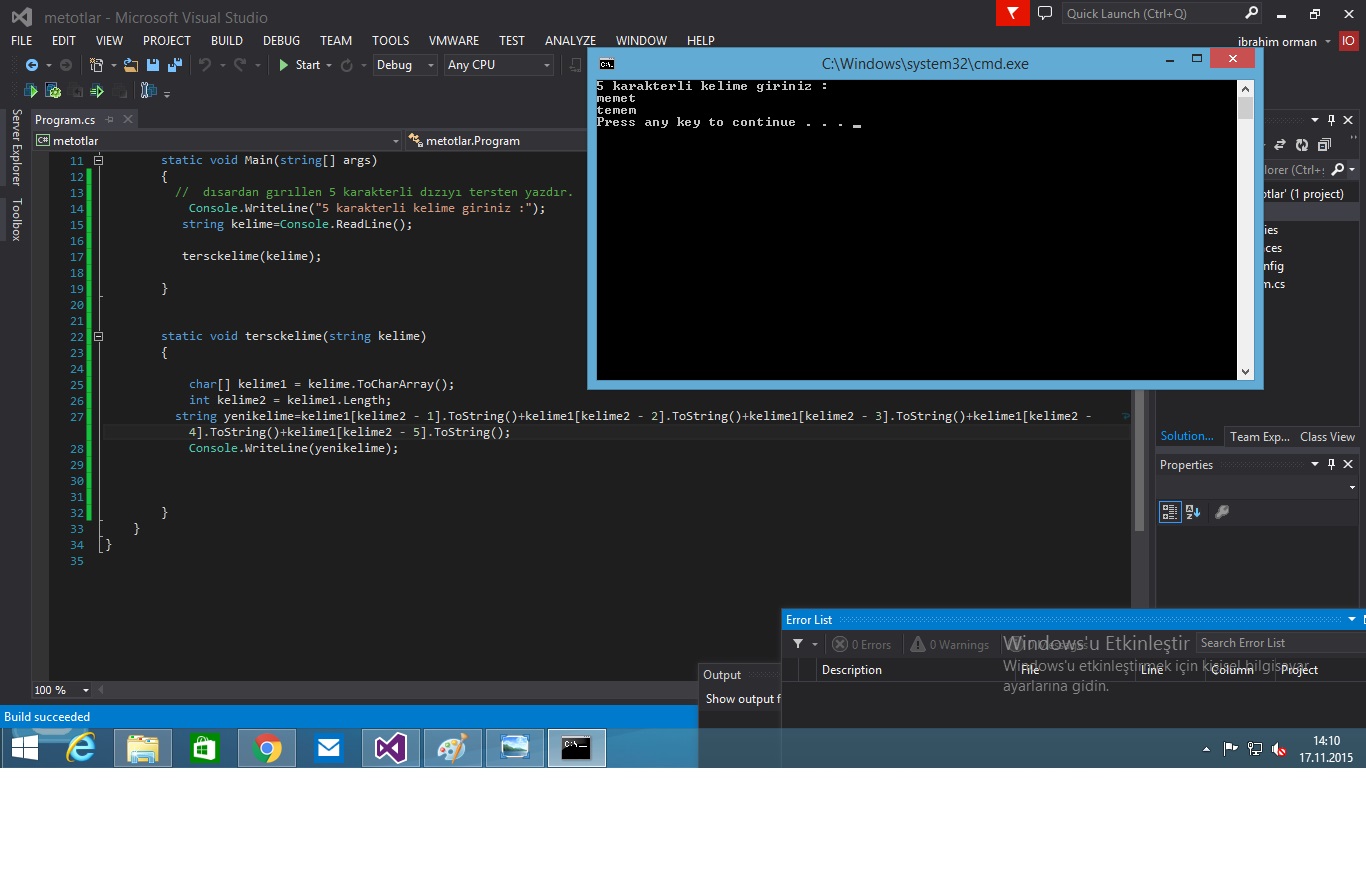 metotlar - Microsoft Visual Studio
Quick Launch (Ctrl+Q)
FILE EDIT VIEW PROJECT BUILD DEBUG TEAM TOOLS VMWARE TEST ANALYZE WINDOW HELP
ibrahim orman IO
Start Debug Any CPU
C:\Windows\system32\cmd.exe
5 karakterli kelime giriniz :
memet
temem
Press any key to continue . . . _
Server Explorer
Toolbox
Program.cs
metotlar metotlar.Program
11 static void Main(string[] args)
12 {
13 // dısardan gırıllen 5 karakterli dızıyı tersten yazdır.
14 Console.WriteLine("5 karakterli kelime giriniz :");
15 string kelime=Console.ReadLine();
16
17 tersckelime(kelime);
18
19 }
20
21
22 static void tersckelime(string kelime)
23 {
24
25 char[] kelime1 = kelime.ToCharArray();
26 int kelime2 = kelime1.Length;
27 string yenikelime=kelime1[kelime2 - 1].ToString()+kelime1[kelime2 - 2].ToString()+kelime1[kelime2 - 3].ToString()+kelime1[kelime2 -
4].ToString()+kelime1[kelime2 - 5].ToString();
28 Console.WriteLine(yenikelime);
29
30
31
32 }
33 }
34 }
35
lorer (Ctrl+;
otlar' (1 project)
ies
ces
nfig
m.cs
Solution... Team Exp... Class View
Properties
Error List
0 Errors 0 Warnings Search Error List
Description File Line Column Project
Windows'u Etkinleştir
Windows'u etkinleştirmek için kişisel bilgisayar
ayarlarına gidin.
Output
Show output f
100 %
Build succeeded
14:10
17.11.2015